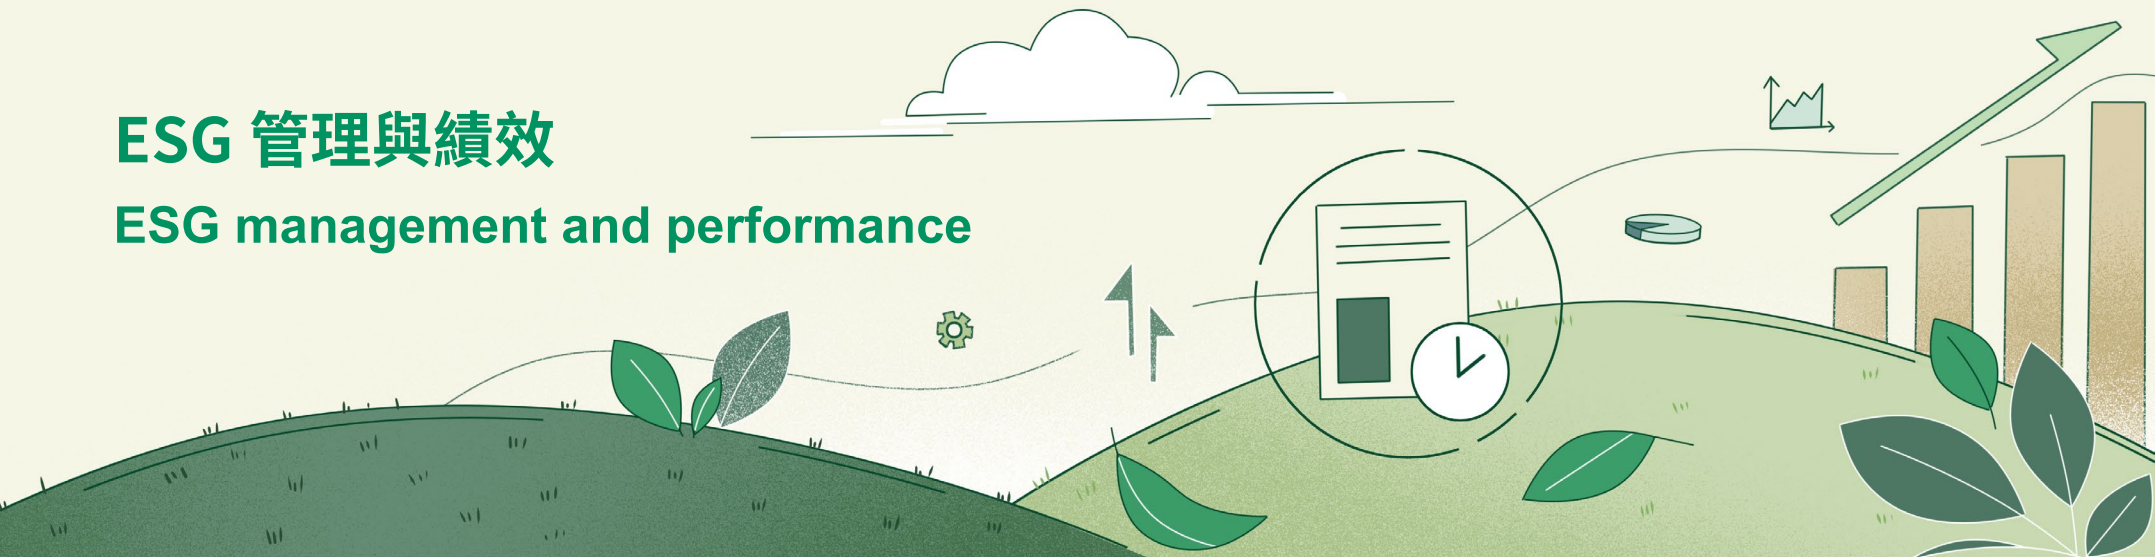 ESG 管理與績效
ESG management and performance